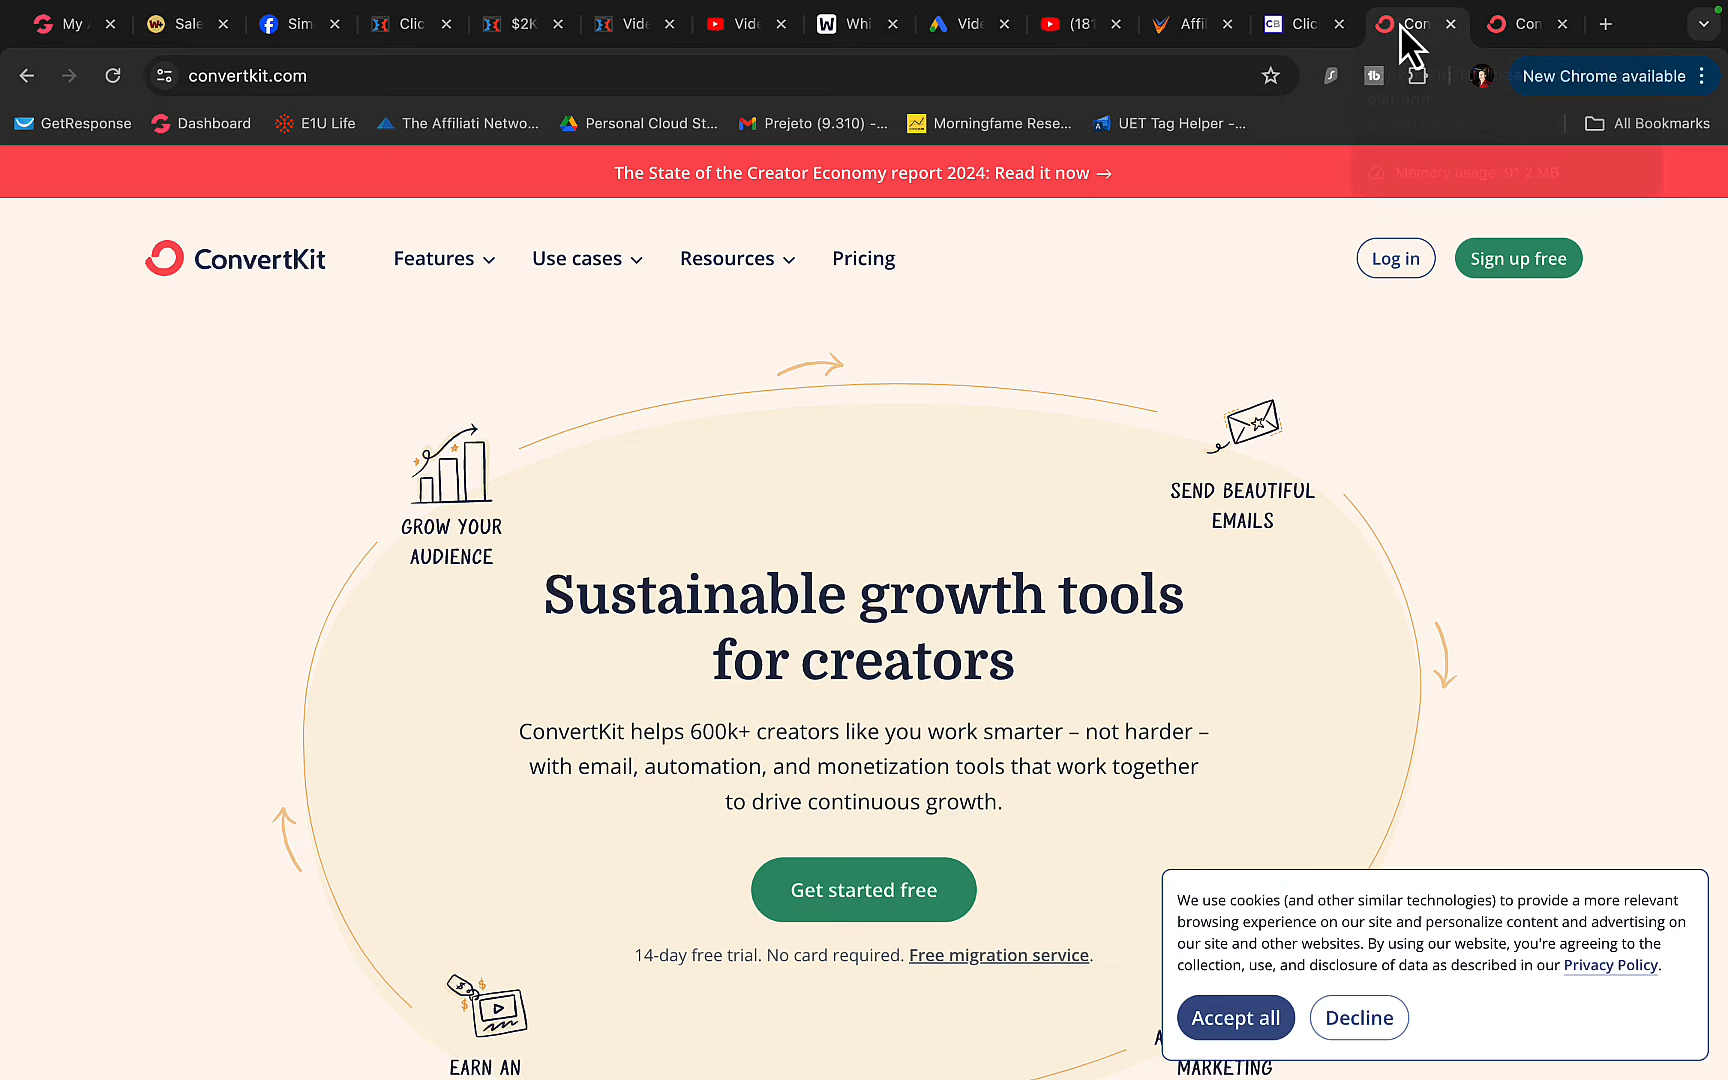 My
Sale
Sim
Clic
$2K
Vide
Vide
Whi
Vide
(181
Affil
Clic
Con
Con
convertkit.com
New Chrome available
GetResponse
Dashboard
E1U Life
The Affiliati Netwo...
Personal Cloud St...
Prejeto (9.310) -...
Morningfame Rese...
UET Tag Helper -...
All Bookmarks
platform
The State of the Creator Economy report 2024: Read it now →
Memory usage: 91.2 MB
ConvertKit
Features
Use cases
Resources
Pricing
Log in
Sign up free
GROW YOUR
AUDIENCE
SEND BEAUTIFUL
EMAILS
Sustainable growth tools
for creators
ConvertKit helps 600k+ creators like you work smarter – not harder –
with email, automation, and monetization tools that work together
to drive continuous growth.
Get started free
14-day free trial. No card required. Free migration service.
EARN AN
MARKETING
We use cookies (and other similar technologies) to provide a more relevant
browsing experience on our site and personalize content and advertising on
our site and other websites. By using our website, you're agreeing to the
collection, use, and disclosure of data as described in our Privacy Policy.
Accept all
Decline